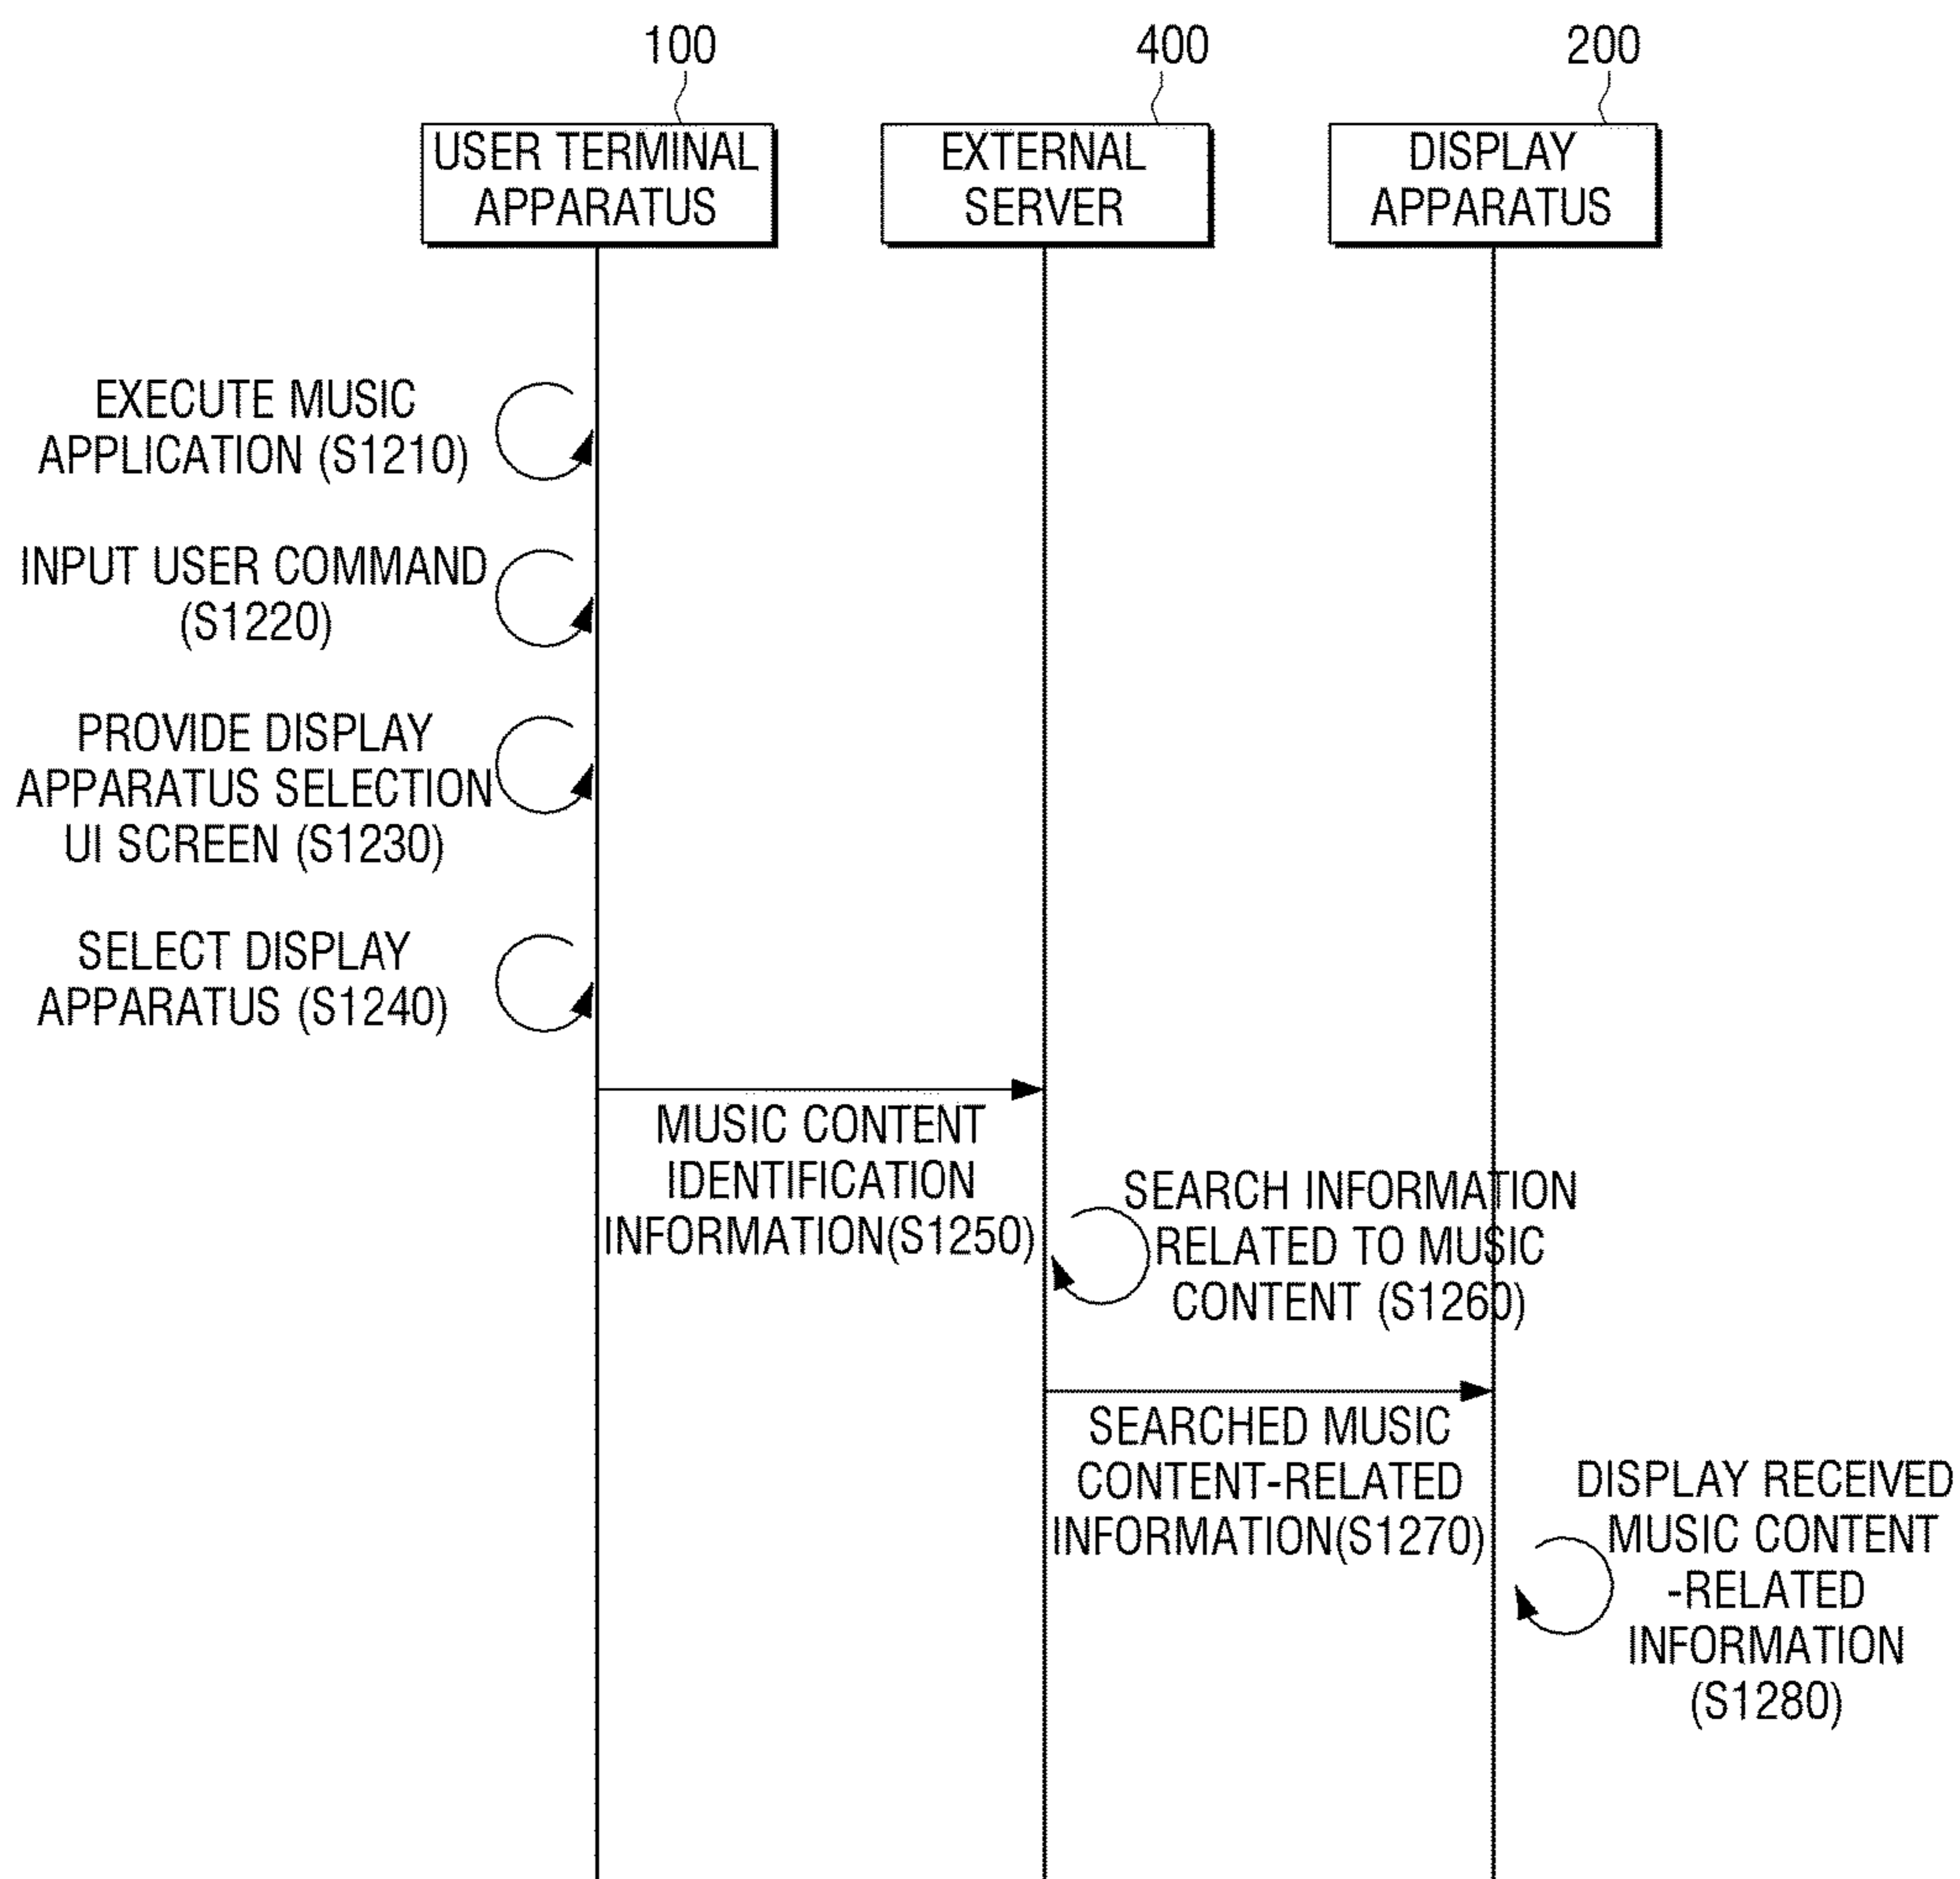 100
400
200
USER TERMINAL
APPARATUS
EXTERNAL
SERVER
DISPLAY
APPARATUS
EXECUTE MUSIC
APPLICATION (S1210)
INPUT USER COMMAND
(S1220)
PROVIDE DISPLAY
APPARATUS SELECTION
UI SCREEN (S1230)
SELECT DISPLAY
APPARATUS (S1240)
MUSIC CONTENT
IDENTIFICATION
INFORMATION(S1250)
SEARCH INFORMATION
RELATED TO MUSIC
CONTENT (S1260)
SEARCHED MUSIC
CONTENT-RELATED
INFORMATION(S1270)
DISPLAY RECEIVED
MUSIC CONTENT
-RELATED
INFORMATION
(S1280)